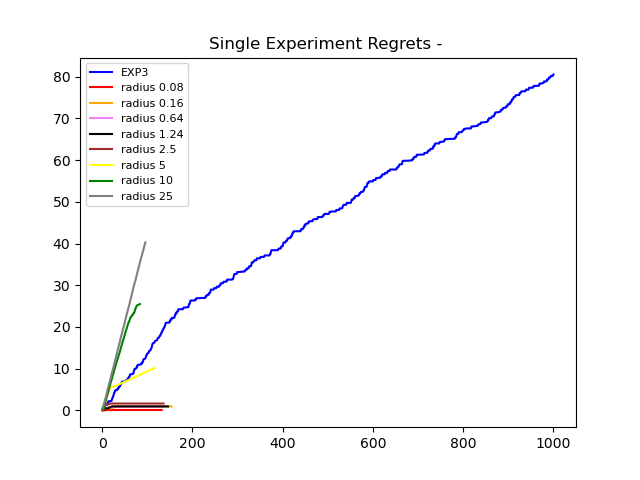 Single Experiment Regrets -
EXP3
radius 0.08
radius 0.16
radius 0.64
radius 1.24
radius 2.5
radius 5
radius 10
radius 25
80
70
60
50
40
30
20
10
0
0 200 400 600 800 1000